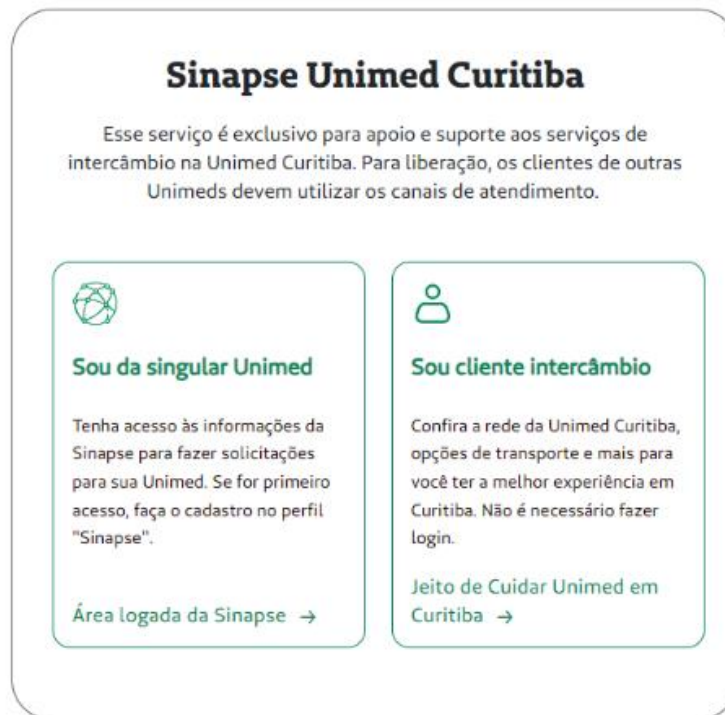 Sinapse Unimed Curitiba
Esse serviço é exclusivo para apoio e suporte aos serviços de
intercâmbio na Unimed Curitiba. Para liberação, os clientes de outras
Unimeds devem utilizar os canais de atendimento.
Sou da singular Unimed
Tenha acesso às informações da
Sinapse para fazer solicitações
para sua Unimed. Se for primeiro
acesso, faça o cadastro no perfil
"Sinapse".
Área logada da Sinapse →
Sou cliente intercâmbio
Confira a rede da Unimed Curitiba,
opções de transporte e mais para
você ter a melhor experiência em
Curitiba. Não é necessário fazer
login.
Jeito de Cuidar Unimed em
Curitiba →